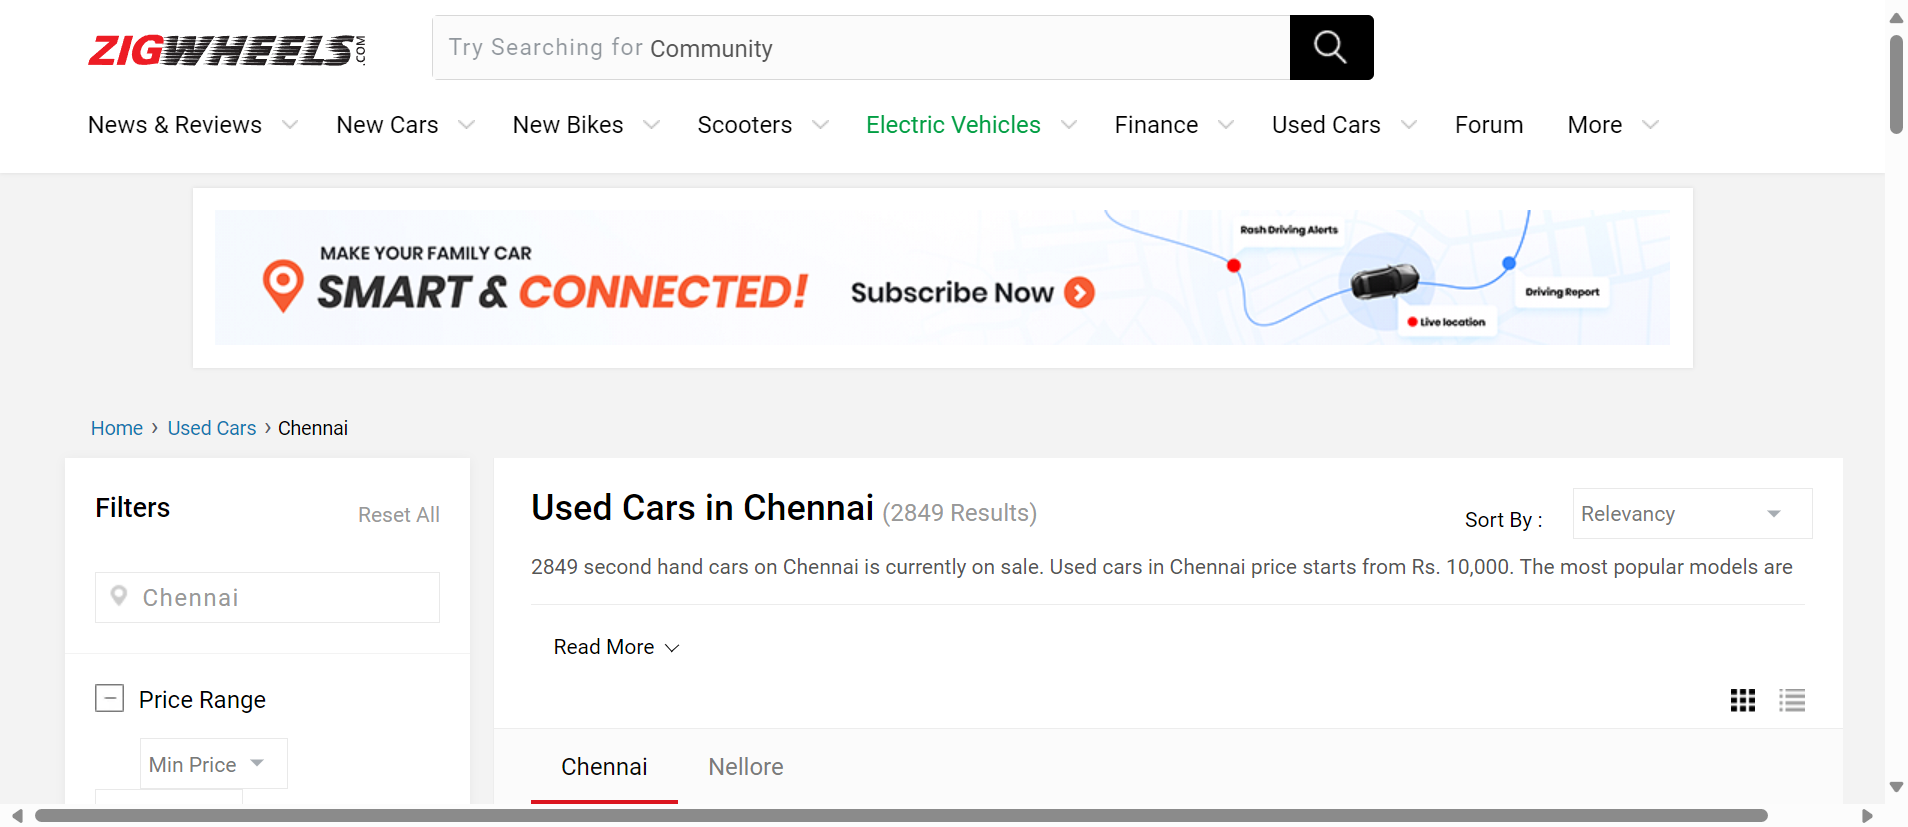 ZIGWHEELS.COM
Try Searching for Community
News & Reviews New Cars New Bikes Scooters Electric Vehicles Finance Used Cars Forum More
MAKE YOUR FAMILY CAR
SMART & CONNECTED!
Subscribe Now
Rash Driving Alerts
Driving Report
Live location
Home › Used Cars › Chennai
Filters
Reset All
Chennai
Price Range
Min Price
Used Cars in Chennai (2849 Results)
Sort By :
Relevancy
2849 second hand cars on Chennai is currently on sale. Used cars in Chennai price starts from Rs. 10,000. The most popular models are
Read More
Chennai
Nellore